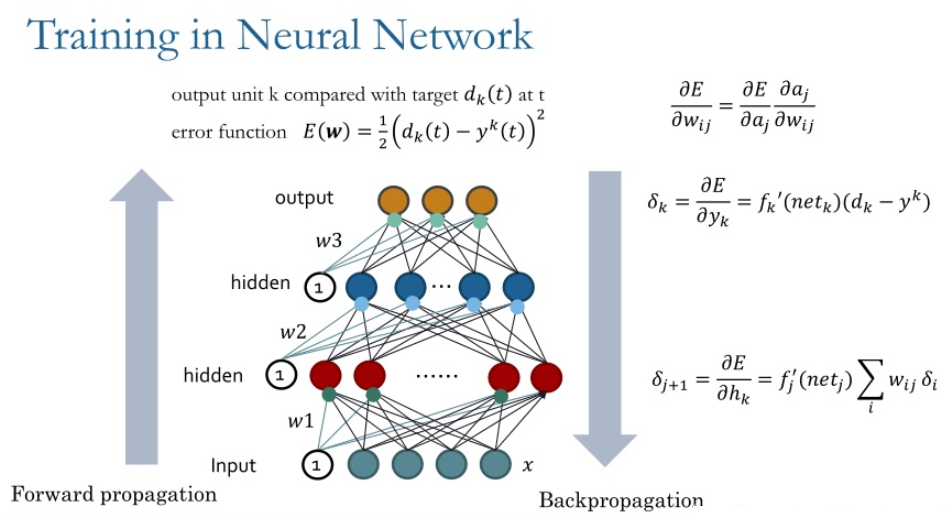 Training in Neural Network
output unit k compared with target d_k(t) at t
error function E(w) = 1/2 (d_k(t) − y^k(t))^2
∂E/∂w_ij = ∂E/∂a_j ∂a_j/∂w_ij
δ_k = ∂E/∂y_k = f_k'(net_k)(d_k − y^k)
output
w3
hidden 1 ...
w2
hidden 1 ......
δ_j+1 = ∂E/∂h_k = f_j'(net_j) ∑_i w_ij δ_i
w1
Input 1 x
Forward propagation
Backpropagation